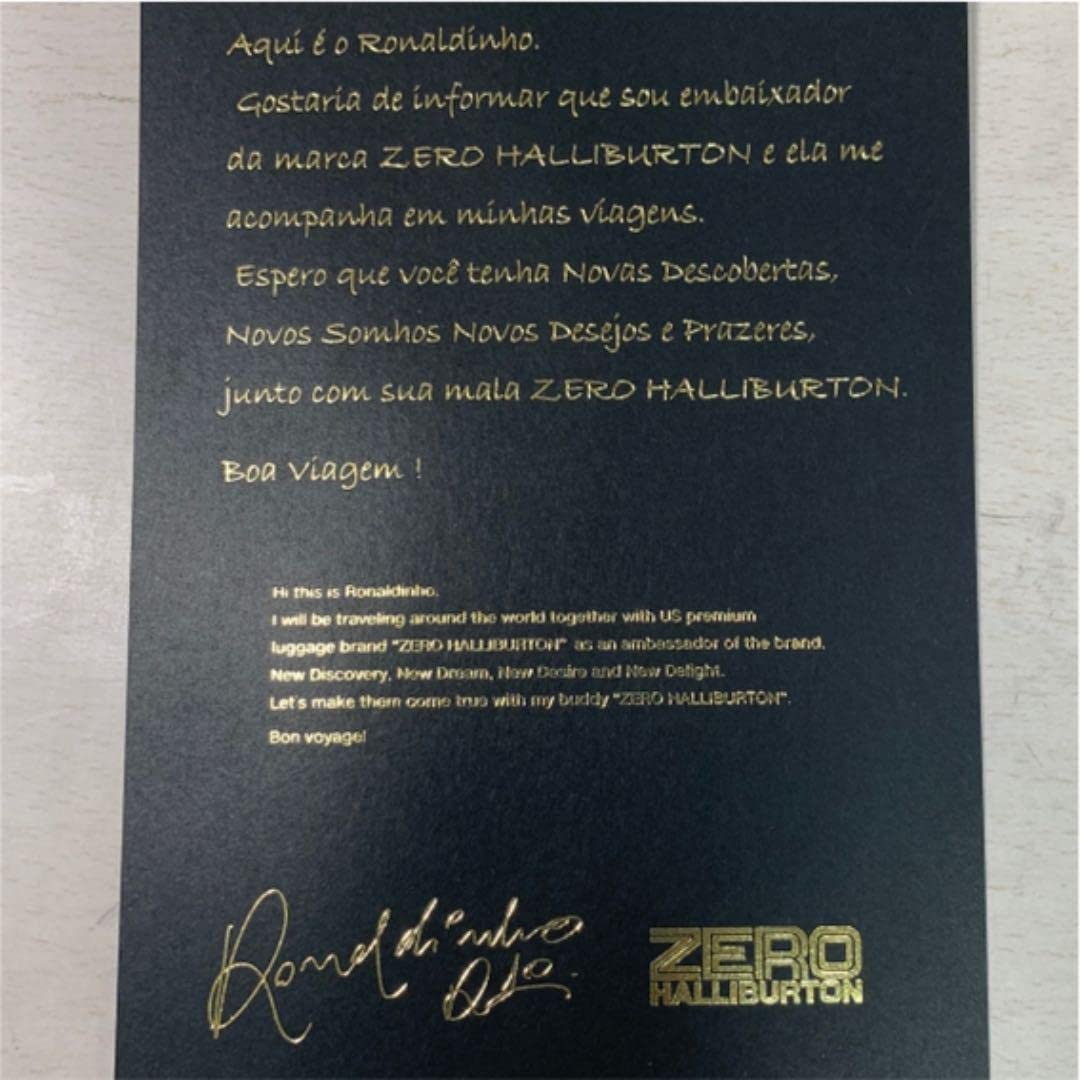 Aqui é o Ronaldinho.
Gostaria de informar que sou embaixador
da marca ZERO HALLIBURTON e ela me
acompanha em minhas viagens.
Espero que você tenha Novas Descobertas,
Novos Somhos Novos Desejos e Prazeres,
junto com sua mala ZERO HALLIBURTON.
Boa Viagem !
Hi this is Ronaldinho.
I will be traveling around the world together with US premium
luggage brand "ZERO HALLIBURTON" as an ambassador of the brand.
New Discovery, New Dream, New Desire and New Delight.
Let's make them come true with my buddy "ZERO HALLIBURTON".
Bon voyage!
Ronaldinho
ZERO
HALLIBURTON